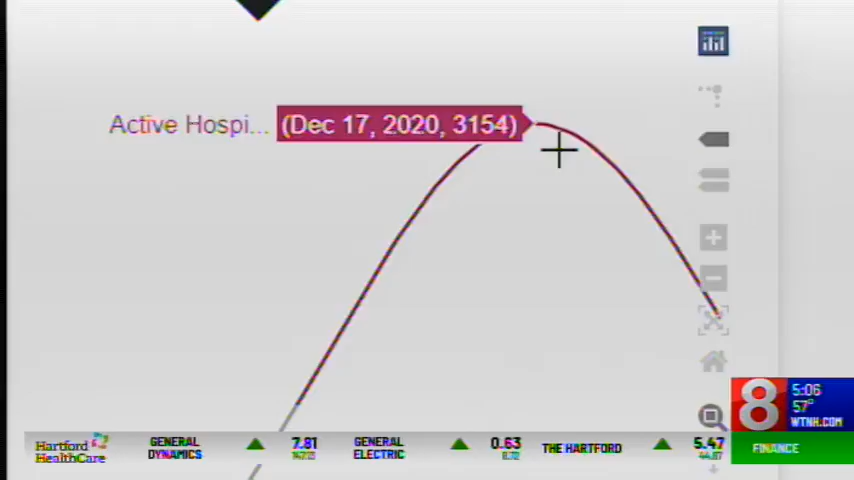 Active Hospi... (Dec 17, 2020, 3154)
5:06
57°
WTNH.COM
8
Hartford
HealthCare
GENERAL
DYNAMICS
7.81
GENERAL
ELECTRIC
0.63
THE HARTFORD
5.47
FINANCE